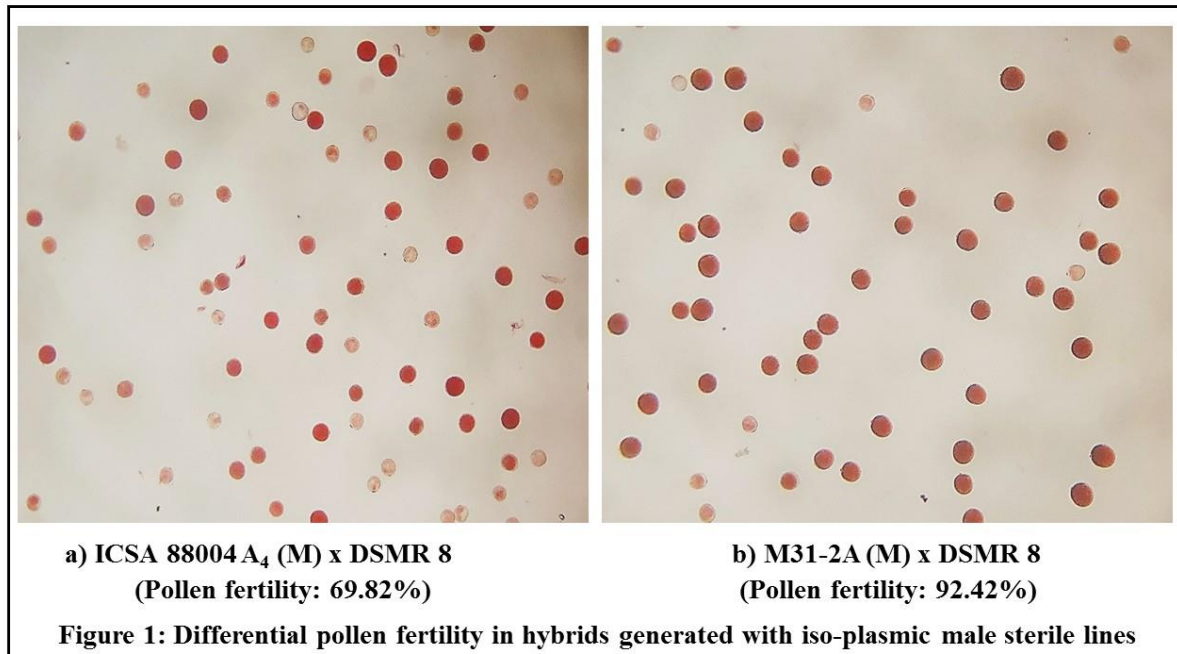 a) ICSA 88004 A₄ (M) x DSMR 8
(Pollen fertility: 69.82%)
b) M31-2A (M) x DSMR 8
(Pollen fertility: 92.42%)
Figure 1: Differential pollen fertility in hybrids generated with iso-plasmic male sterile lines